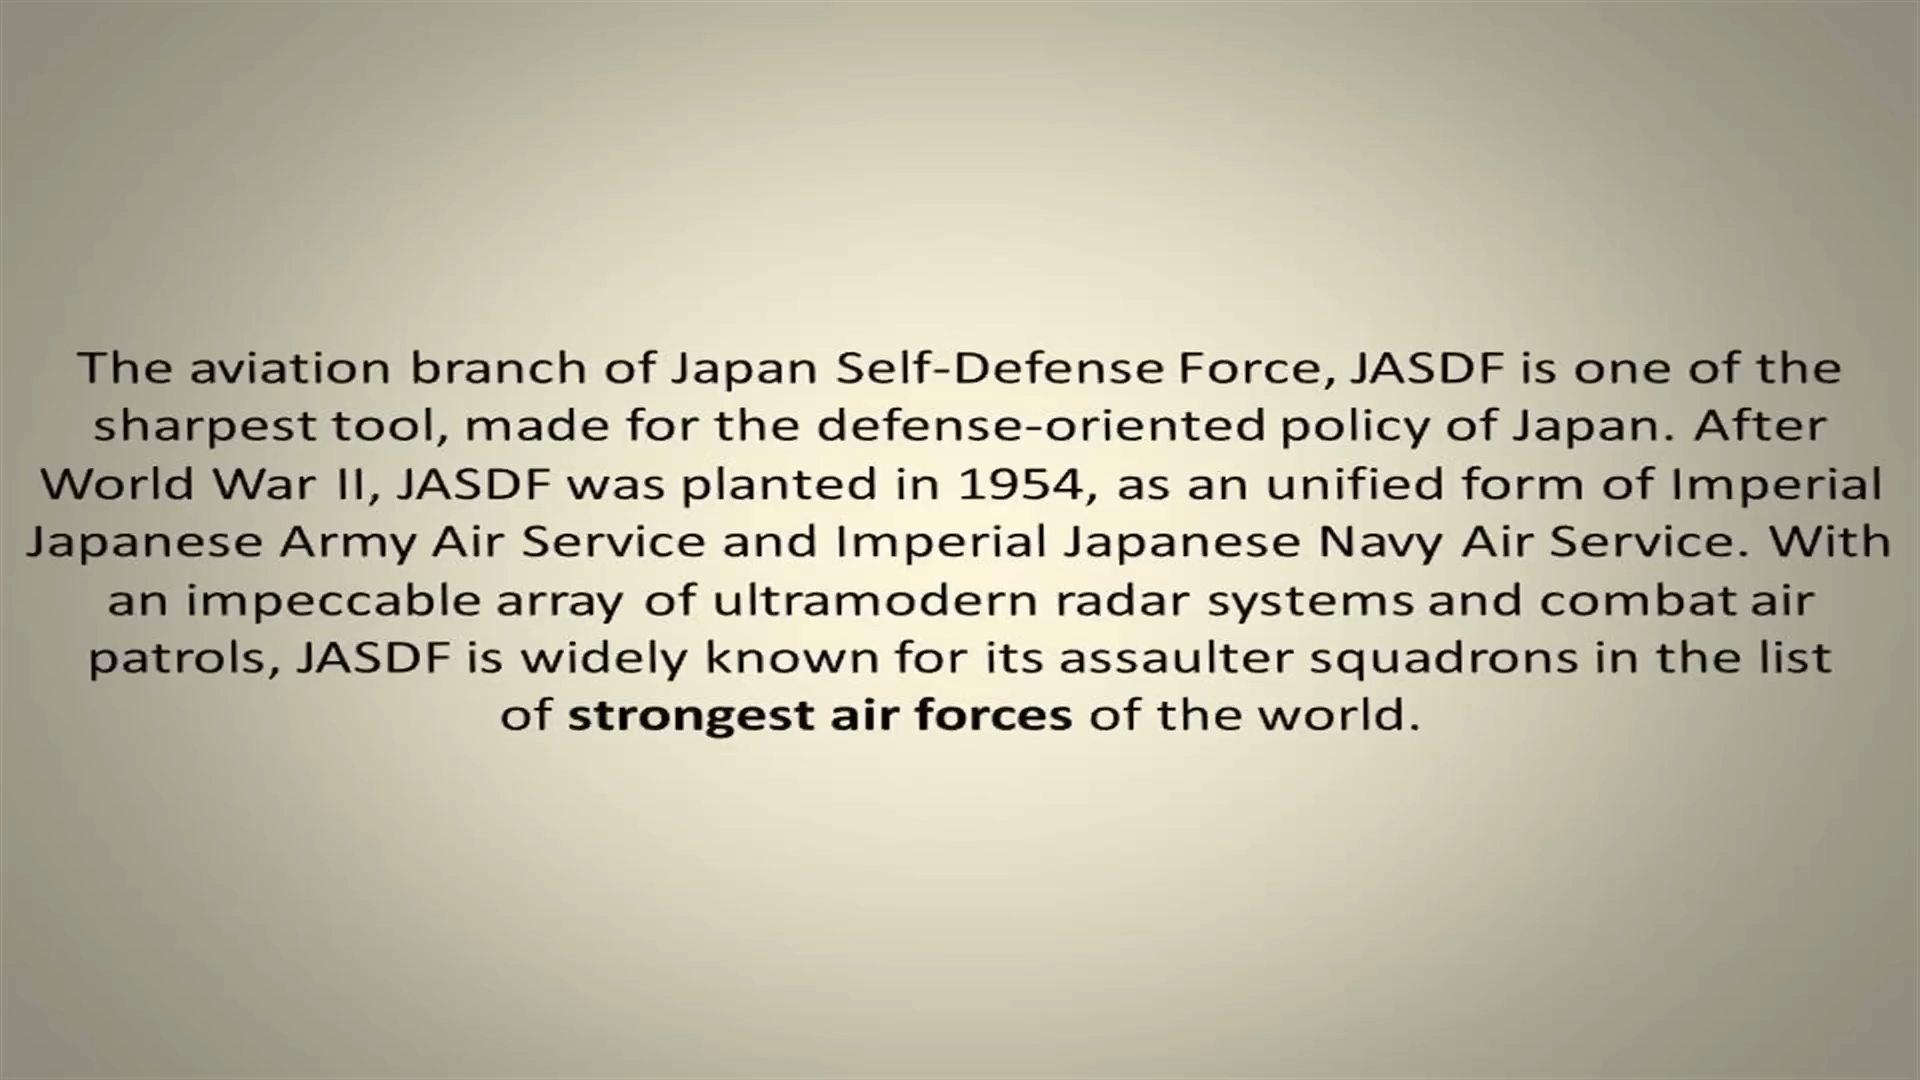 The aviation branch of Japan Self-Defense Force, JASDF is one of the
sharpest tool, made for the defense-oriented policy of Japan. After
World War II, JASDF was planted in 1954, as an unified form of Imperial
Japanese Army Air Service and Imperial Japanese Navy Air Service. With
an impeccable array of ultramodern radar systems and combat air
patrols, JASDF is widely known for its assaulter squadrons in the list
of strongest air forces of the world.